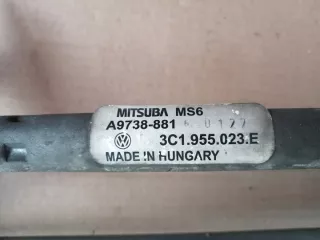 MITSUBA MS6
A9738-881
3C1.955.023.E
MADE IN HUNGARY